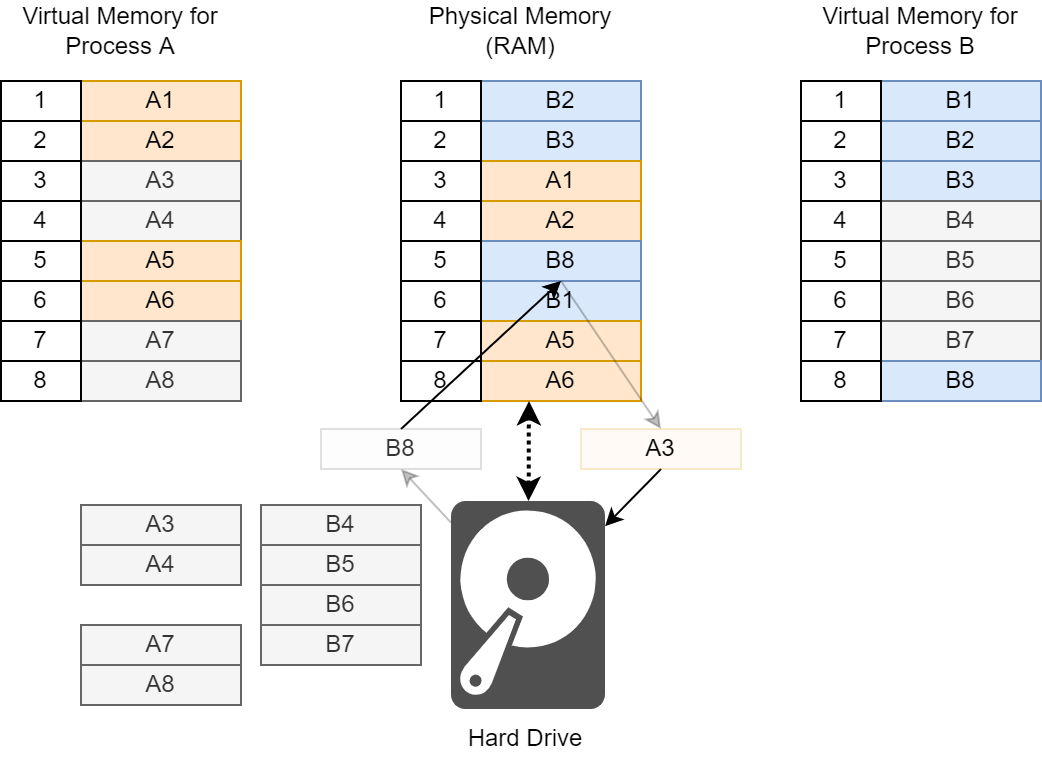 Virtual Memory for
Process A
Physical Memory
(RAM)
Virtual Memory for
Process B
1 A1
2 A2
3 A3
4 A4
5 A5
6 A6
7 A7
8 A8
1 B2
2 B3
3 A1
4 A2
5 B8
6 B1
7 A5
8 A6
1 B1
2 B2
3 B3
4 B4
5 B5
6 B6
7 B7
8 B8
B8
A3
A3
A4
A7
A8
B4
B5
B6
B7
Hard Drive